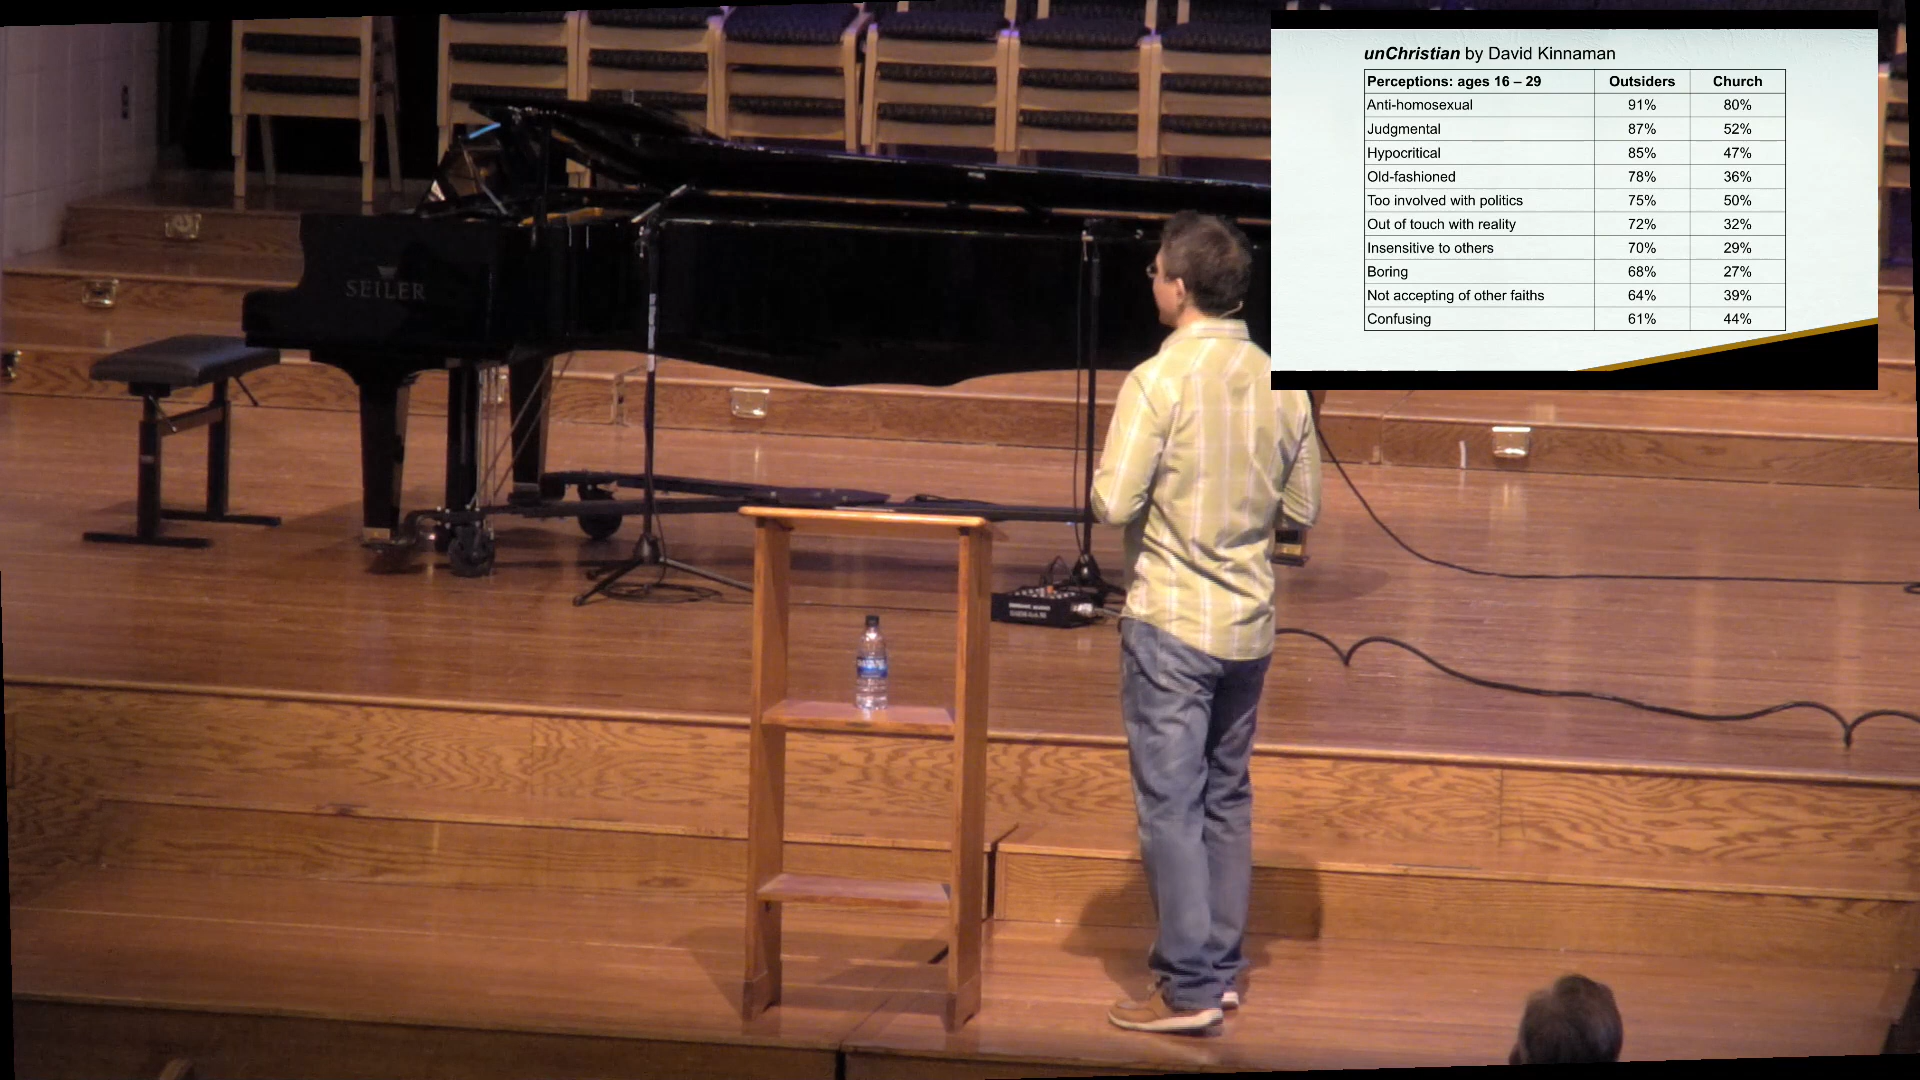 unChristian by David Kinnaman
Perceptions: ages 16 – 29 Outsiders Church
Anti-homosexual 91% 80%
Judgmental 87% 52%
Hypocritical 85% 47%
Old-fashioned 78% 36%
Too involved with politics 75% 50%
Out of touch with reality 72% 32%
Insensitive to others 70% 29%
Boring 68% 27%
Not accepting of other faiths 64% 39%
Confusing 61% 44%
SEILER